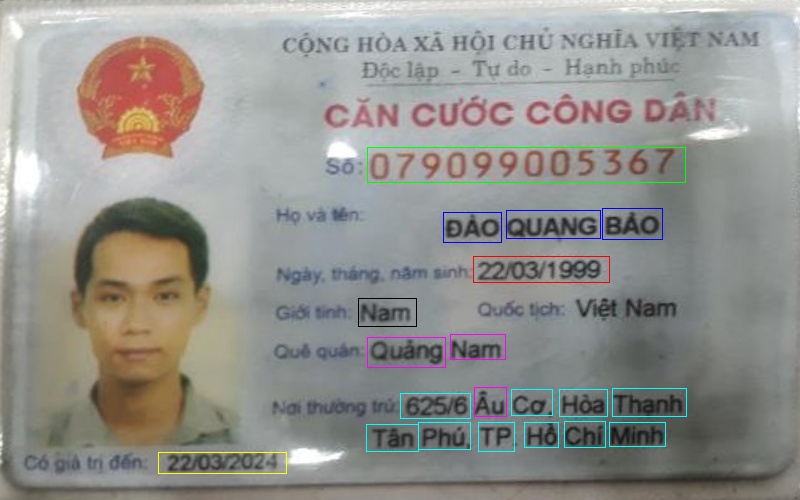 CỘNG HÒA XÃ HỘI CHỦ NGHĨA VIỆT NAM
Độc lập - Tự do - Hạnh phúc
CĂN CƯỚC CÔNG DÂN
Số: 079099005367
Họ và tên: ĐÀO QUANG BẢO
Ngày, tháng, năm sinh: 22/03/1999
Giới tính: Nam Quốc tịch: Việt Nam
Quê quán: Quảng Nam
Nơi thường trú: 625/6 Âu Cơ, Hòa Thạnh
Tân Phú, TP. Hồ Chí Minh
Có giá trị đến: 22/03/2024
VIỆT NAM